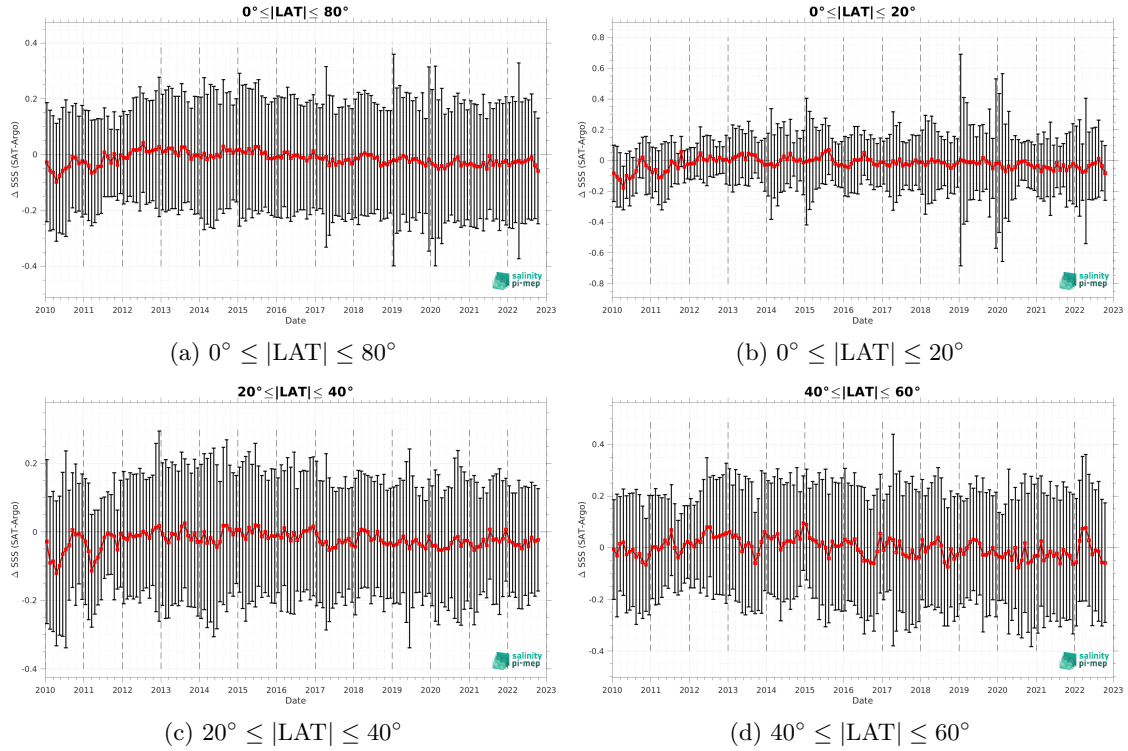 0°≤|LAT|≤ 80°
Δ SSS (SAT-Argo)
0.4
0.2
0
-0.2
-0.4
salinity
pi-mep
2010 2011 2012 2013 2014 2015 2016 2017 2018 2019 2020 2021 2022 2023
Date
(a) 0° ≤ |LAT| ≤ 80°
0°≤|LAT|≤ 20°
Δ SSS (SAT-Argo)
0.8
0.6
0.4
0.2
0
-0.2
-0.4
-0.6
-0.8
salinity
pi-mep
2010 2011 2012 2013 2014 2015 2016 2017 2018 2019 2020 2021 2022 2023
Date
(b) 0° ≤ |LAT| ≤ 20°
20°≤|LAT|≤ 40°
Δ SSS (SAT-Argo)
0.2
0
-0.2
-0.4
salinity
pi-mep
2010 2011 2012 2013 2014 2015 2016 2017 2018 2019 2020 2021 2022 2023
Date
(c) 20° ≤ |LAT| ≤ 40°
40°≤|LAT|≤ 60°
Δ SSS (SAT-Argo)
0.4
0.2
0
-0.2
-0.4
salinity
pi-mep
2010 2011 2012 2013 2014 2015 2016 2017 2018 2019 2020 2021 2022 2023
Date
(d) 40° ≤ |LAT| ≤ 60°